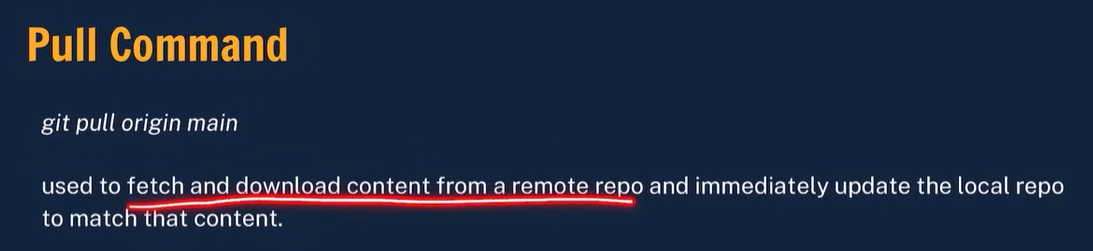 Pull Command
git pull origin main
used to fetch and download content from a remote repo and immediately update the local repo
to match that content.